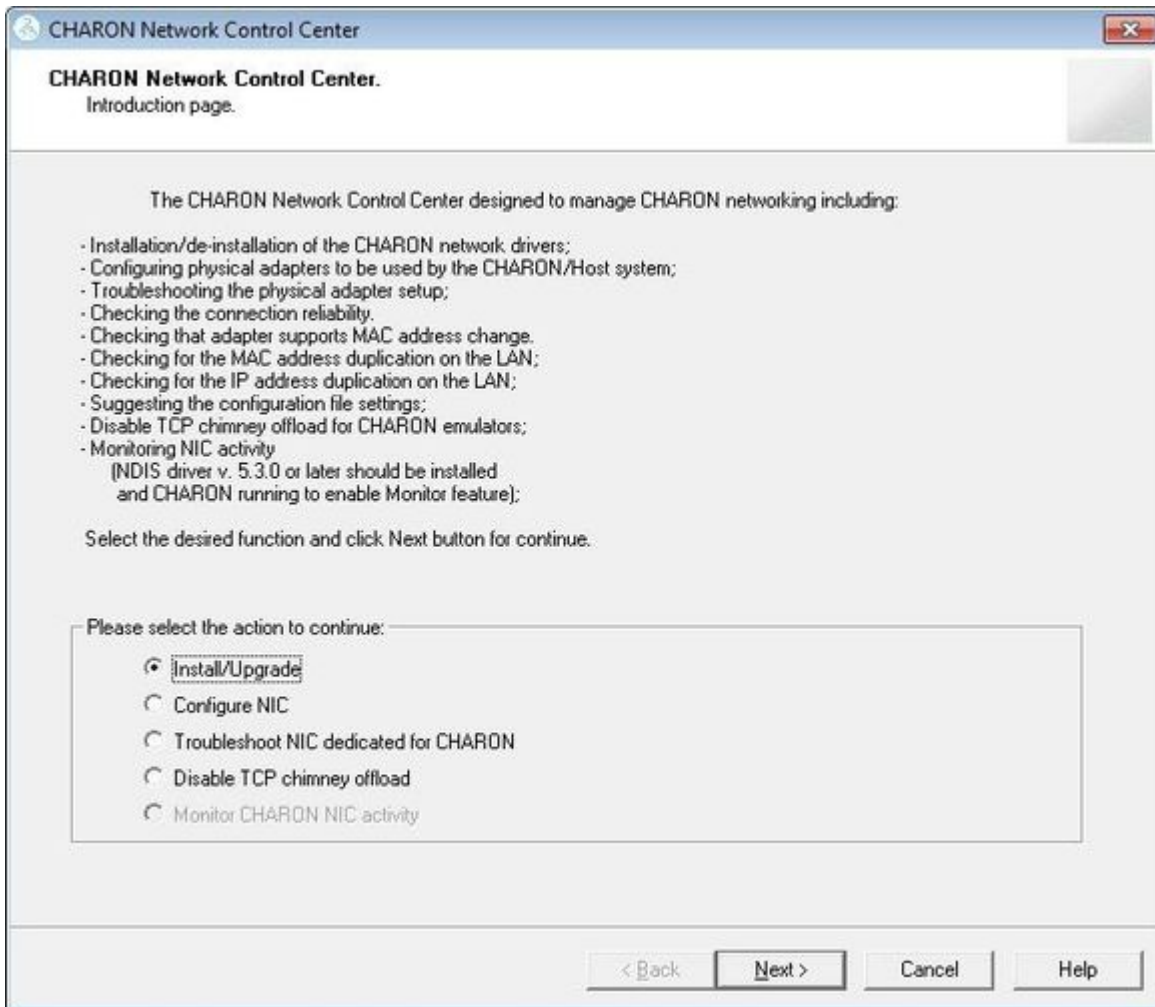 CHARON Network Control Center
CHARON Network Control Center.
Introduction page.
The CHARON Network Control Center designed to manage CHARON networking including:
- Installation/de-installation of the CHARON network drivers;
- Configuring physical adapters to be used by the CHARON/Host system;
- Troubleshooting the physical adapter setup;
- Checking the connection reliability.
- Checking that adapter supports MAC address change.
- Checking for the MAC address duplication on the LAN;
- Checking for the IP address duplication on the LAN;
- Suggesting the configuration file settings;
- Disable TCP chimney offload for CHARON emulators;
- Monitoring NIC activity
(NDIS driver v. 5.3.0 or later should be installed
and CHARON running to enable Monitor feature);
Select the desired function and click Next button for continue.
Please select the action to continue:
Install/Upgrade
Configure NIC
Troubleshoot NIC dedicated for CHARON
Disable TCP chimney offload
Monitor CHARON NIC activity
< Back
Next >
Cancel
Help